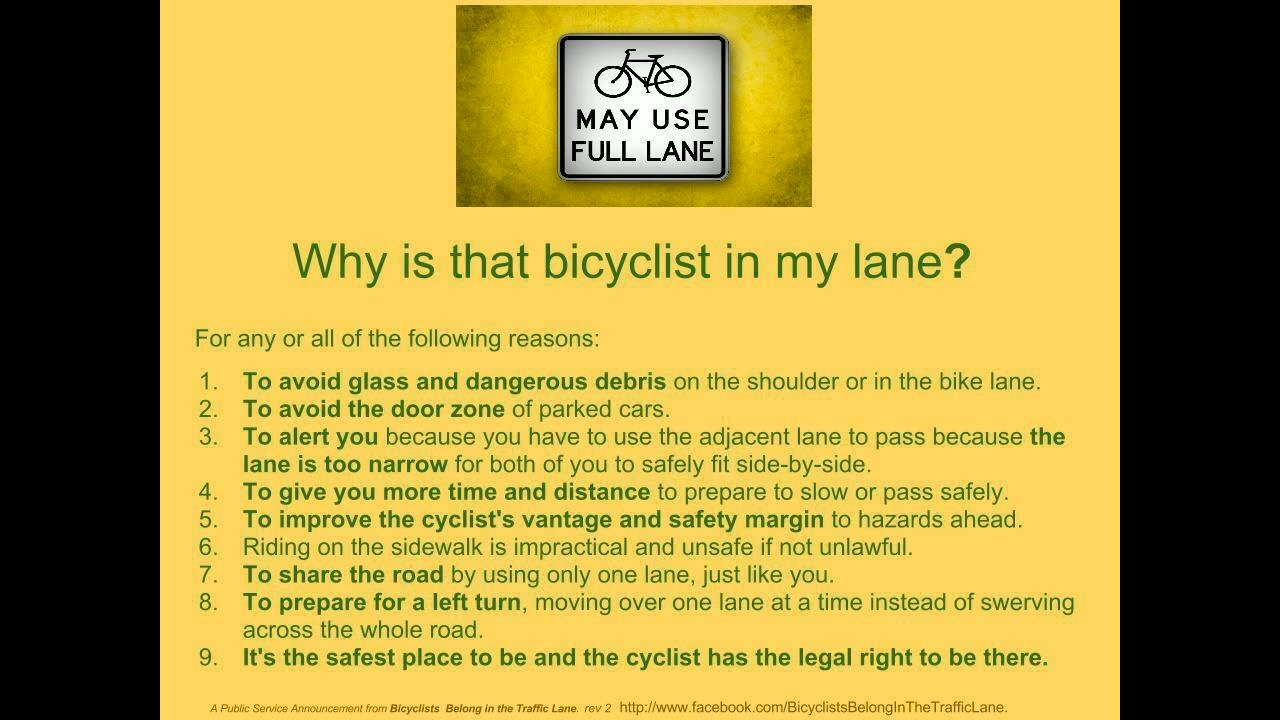 MAY USE
FULL LANE
Why is that bicyclist in my lane?
For any or all of the following reasons:
1. To avoid glass and dangerous debris on the shoulder or in the bike lane.
2. To avoid the door zone of parked cars.
3. To alert you because you have to use the adjacent lane to pass because the
lane is too narrow for both of you to safely fit side-by-side.
4. To give you more time and distance to prepare to slow or pass safely.
5. To improve the cyclist's vantage and safety margin to hazards ahead.
6. Riding on the sidewalk is impractical and unsafe if not unlawful.
7. To share the road by using only one lane, just like you.
8. To prepare for a left turn, moving over one lane at a time instead of swerving
across the whole road.
9. It's the safest place to be and the cyclist has the legal right to be there.
A Public Service Announcement from Bicyclists Belong in the Traffic Lane. rev 2 http://www.facebook.com/BicyclistsBelongInTheTrafficLane.